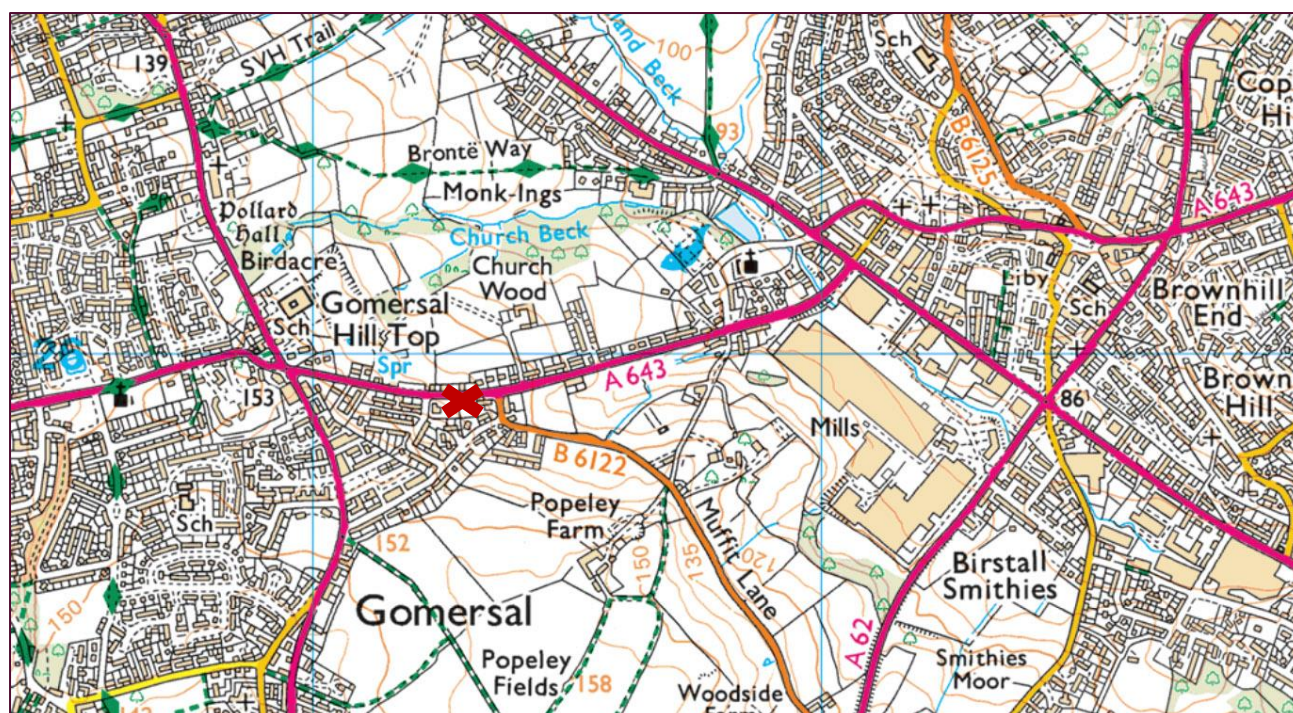 139
SVH Trail
land
Beck
100
Sch
Cop
Hi
93
B 6125
Brontë Way
Monk-Ings
A 643
Pollard
Hall
Birdacre
Church Beck
Church
Wood
Liby
Sch
Brownhill
End
Gomersal
Hill Top
Sch
Spr
A 643
153
86
Brown
Hill
Mills
B 6122
Sch
Popeley
Farm
Muffit Lane
152
150
135
120
Birstall
Smithies
150
Gomersal
A 62
Popeley
Fields
158
Smithies
Moor
Woodside